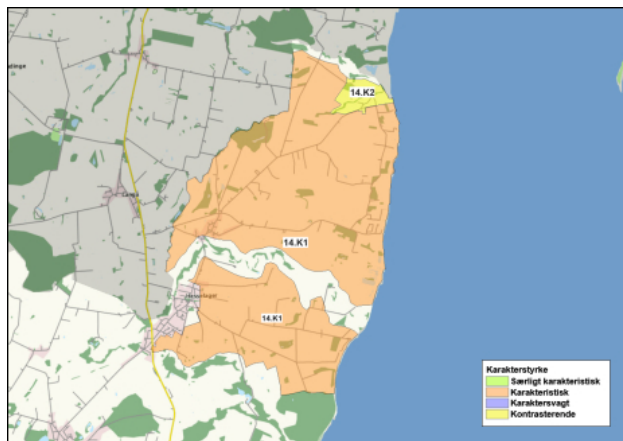 14.K2
14.K1
14.K1
Karakterstyrke
Særligt karakteristisk
Karakteristisk
Karaktersvagt
Kontrasterende